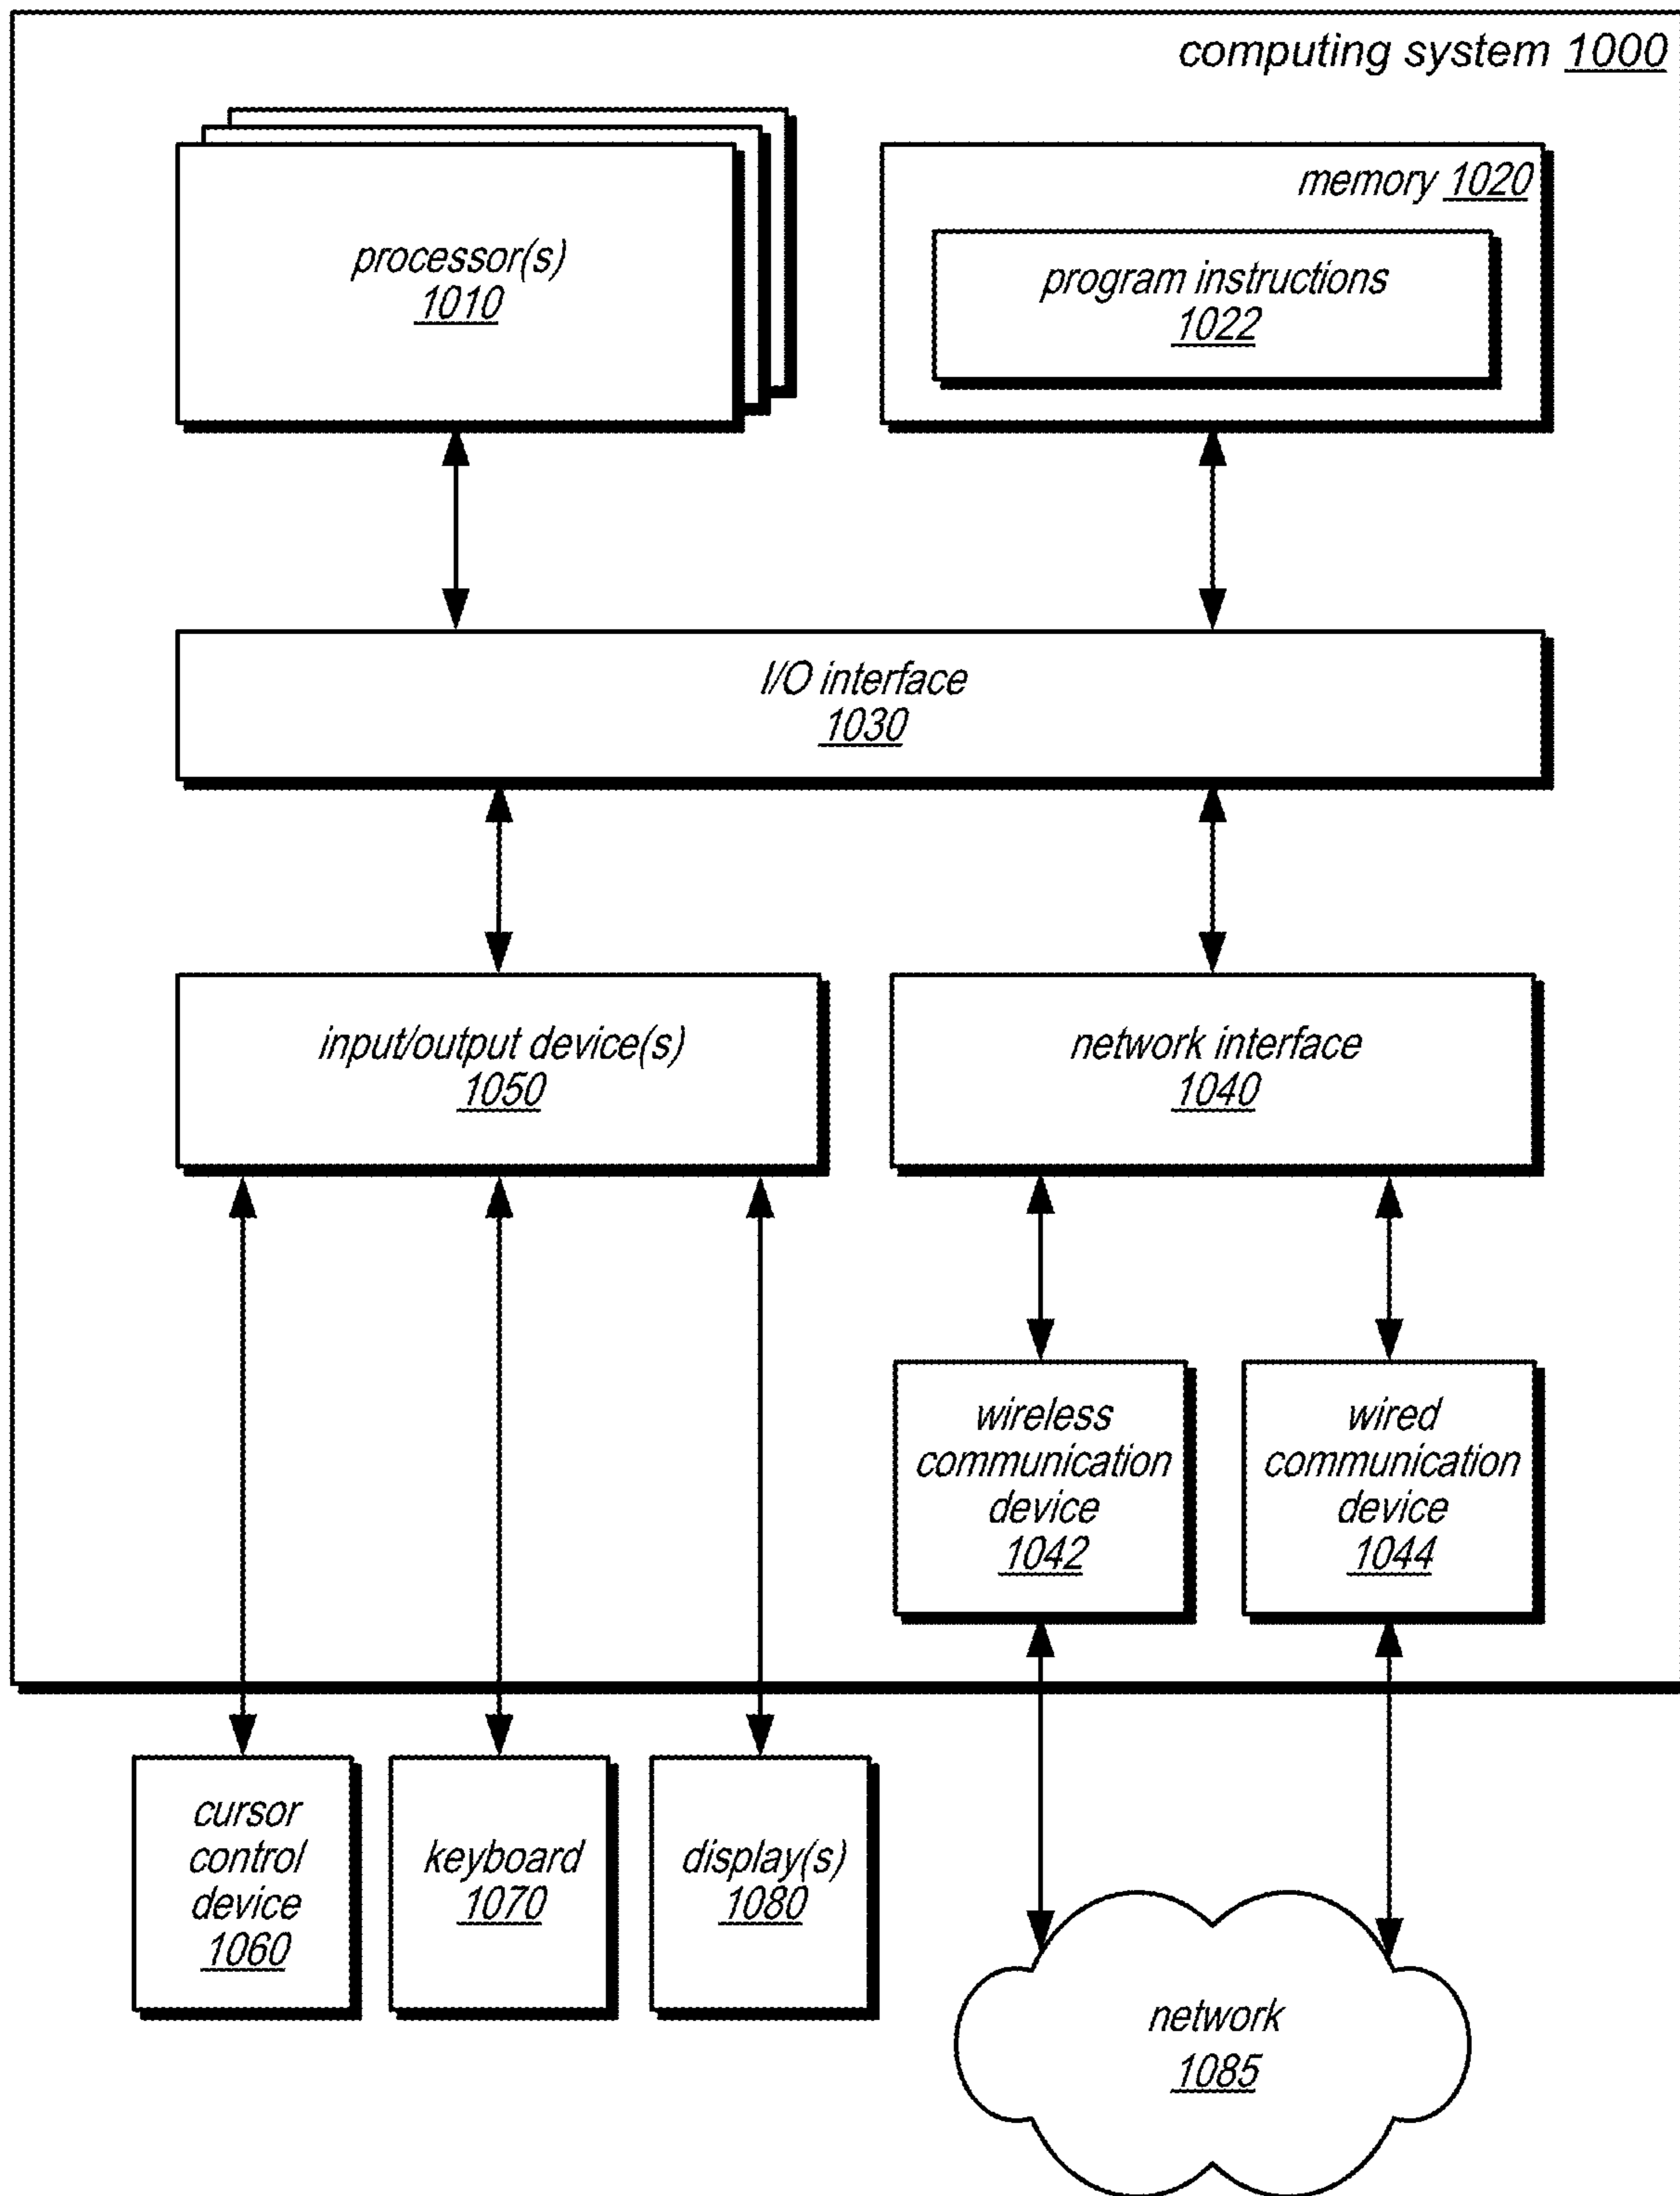 computing system 1000
processor(s)
1010
memory 1020
program instructions
1022
I/O interface
1030
input/output device(s)
1050
network interface
1040
wireless
communication
device
1042
wired
communication
device
1044
cursor
control
device
1060
keyboard
1070
display(s)
1080
network
1085